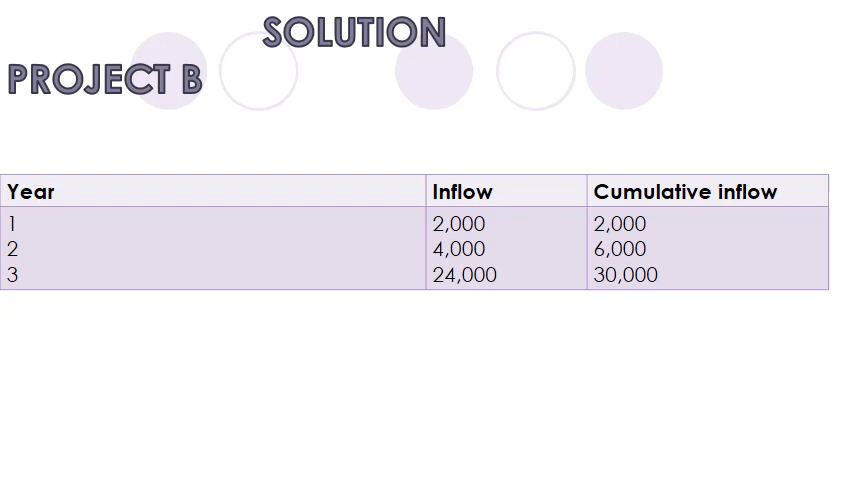 SOLUTION
PROJECT B
Year Inflow Cumulative inflow
1 2,000 2,000
2 4,000 6,000
3 24,000 30,000